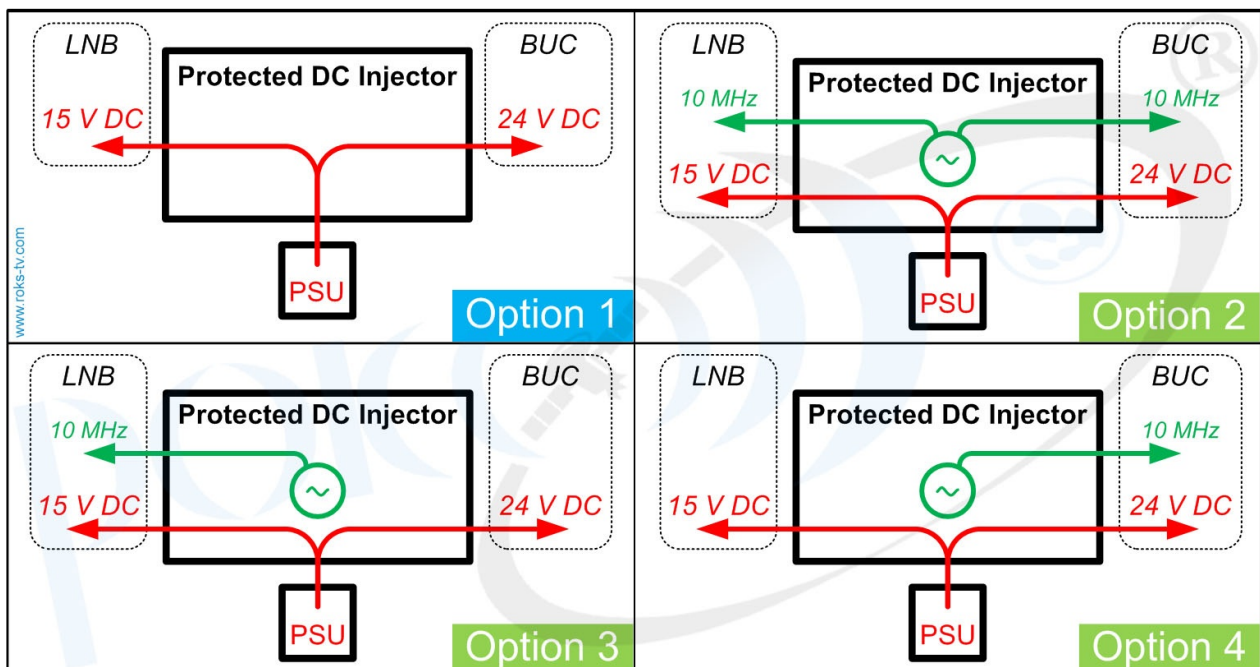 LNB
BUC
Protected DC Injector
15 V DC
24 V DC
PSU
www.roks-tv.com
Option 1
LNB
BUC
Protected DC Injector
10 MHz
10 MHz
15 V DC
24 V DC
PSU
Option 2
®
LNB
BUC
Protected DC Injector
10 MHz
15 V DC
24 V DC
PSU
Option 3
LNB
BUC
Protected DC Injector
10 MHz
15 V DC
24 V DC
PSU
Option 4